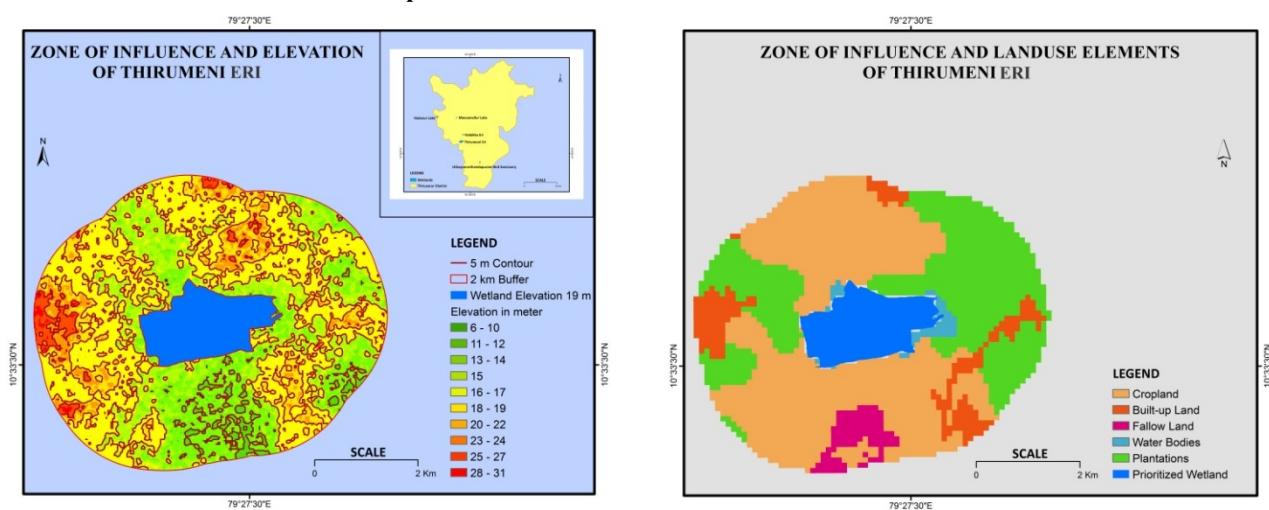 79°27'30"E
ZONE OF INFLUENCE AND ELEVATION
OF THIRUMENI ERI
N
LEGEND
SCALE
LEGEND
5 m Contour
2 km Buffer
Wetland Elevation 19 m
Elevation in meter
6 - 10
11 - 12
13 - 14
15
16 - 17
18 - 19
20 - 22
23 - 24
25 - 27
28 - 31
SCALE
0 2 Km
10°33'30"N
10°33'30"N
79°27'30"E
79°27'30"E
ZONE OF INFLUENCE AND LANDUSE ELEMENTS
OF THIRUMENI ERI
N
LEGEND
Cropland
Built-up Land
Fallow Land
Water Bodies
Plantations
Prioritized Wetland
SCALE
0 2 Km
10°33'30"N
10°33'30"N
79°27'30"E